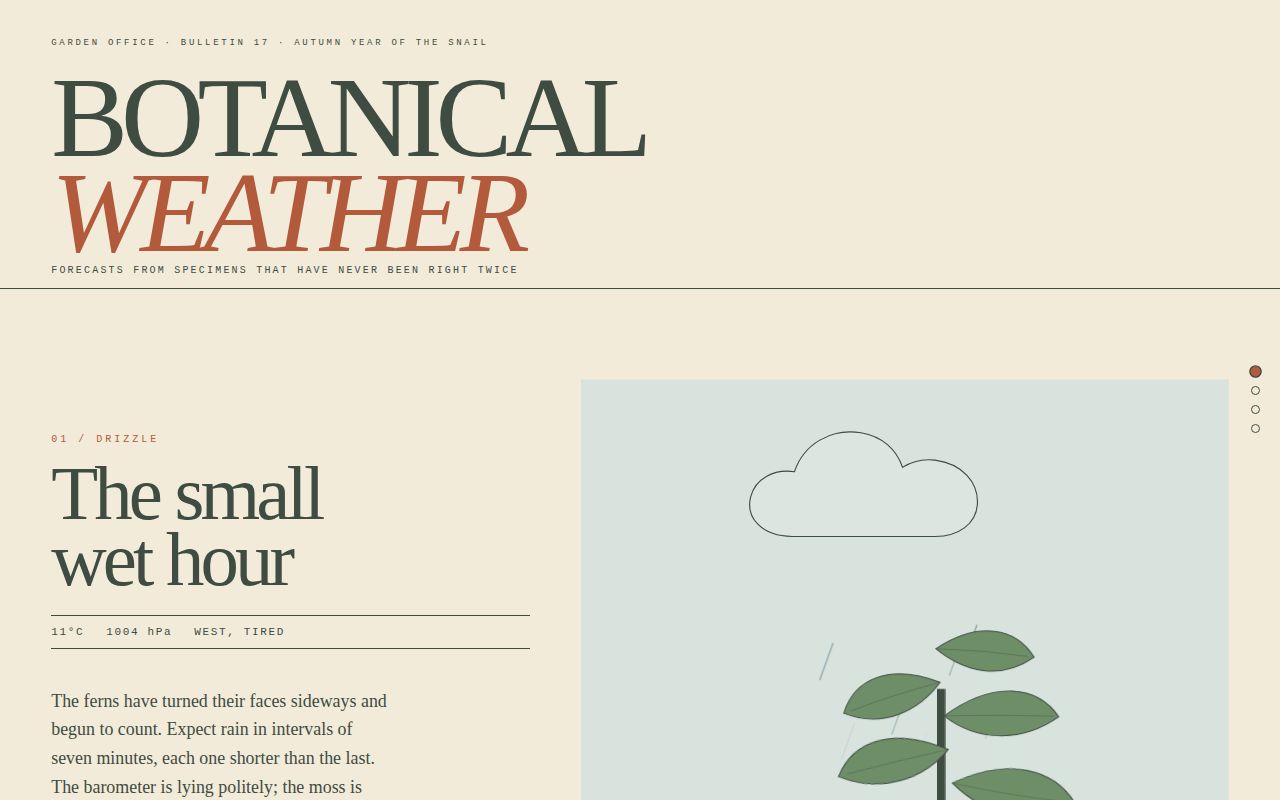 GARDEN OFFICE · BULLETIN 17 · AUTUMN YEAR OF THE SNAIL
BOTANICAL
WEATHER
FORECASTS FROM SPECIMENS THAT HAVE NEVER BEEN RIGHT TWICE
01 / DRIZZLE
The small
wet hour
11°C 1004 hPa WEST, TIRED
The ferns have turned their faces sideways and
begun to count. Expect rain in intervals of
seven minutes, each one shorter than the last.
The barometer is lying politely; the moss is